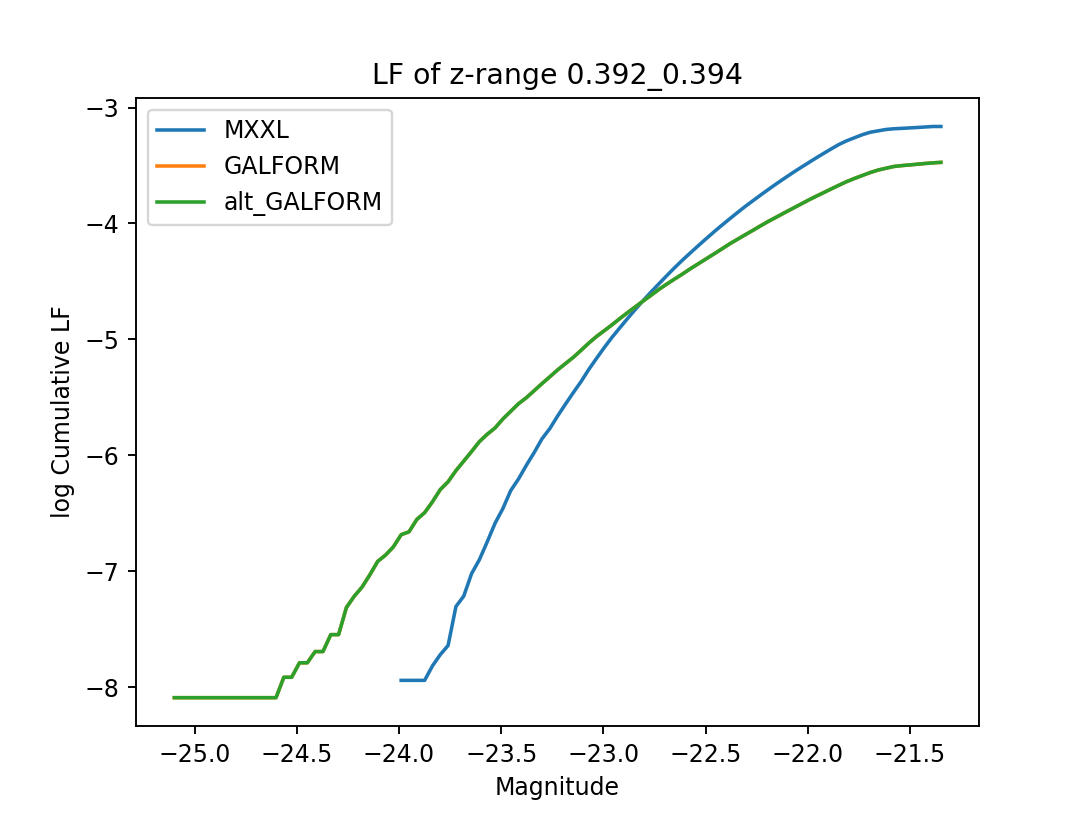 LF of z-range 0.392_0.394
MXXL
GALFORM
alt_GALFORM
log Cumulative LF
−3
−4
−5
−6
−7
−8
−25.0 −24.5 −24.0 −23.5 −23.0 −22.5 −22.0 −21.5
Magnitude